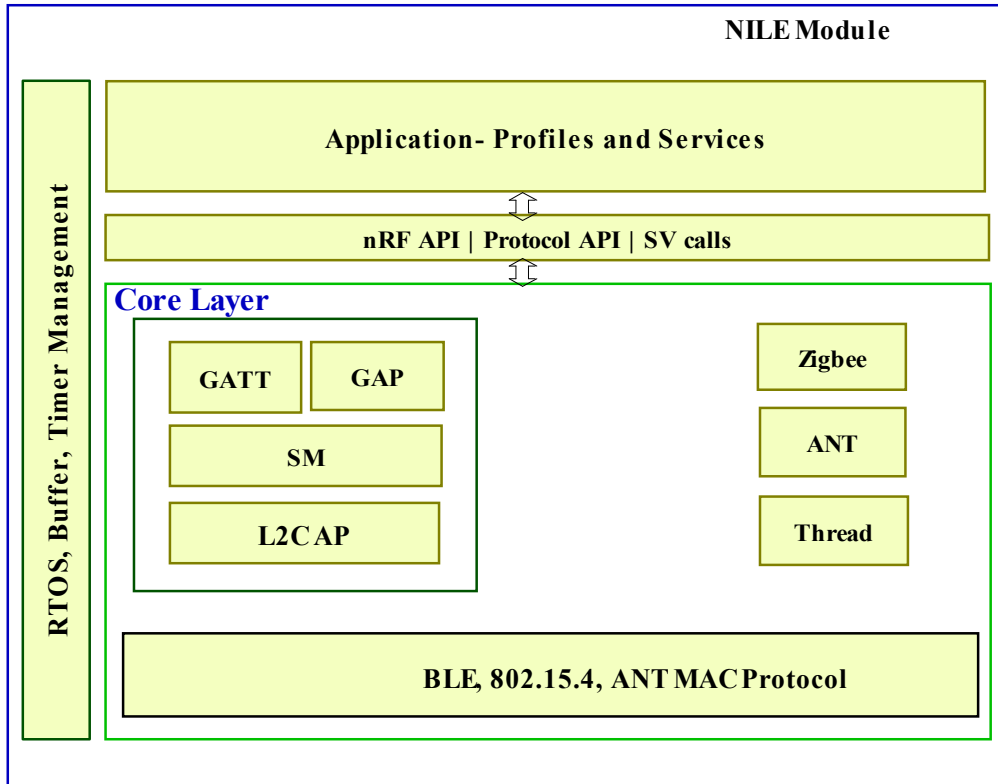 NILE Module
Application- Profiles and Services
nRF API | Protocol API | SV calls
RTOS, Buffer, Timer Management
Core Layer
GATT
GAP
SM
L2CAP
Zigbee
ANT
Thread
BLE, 802.15.4, ANT MAC Protocol